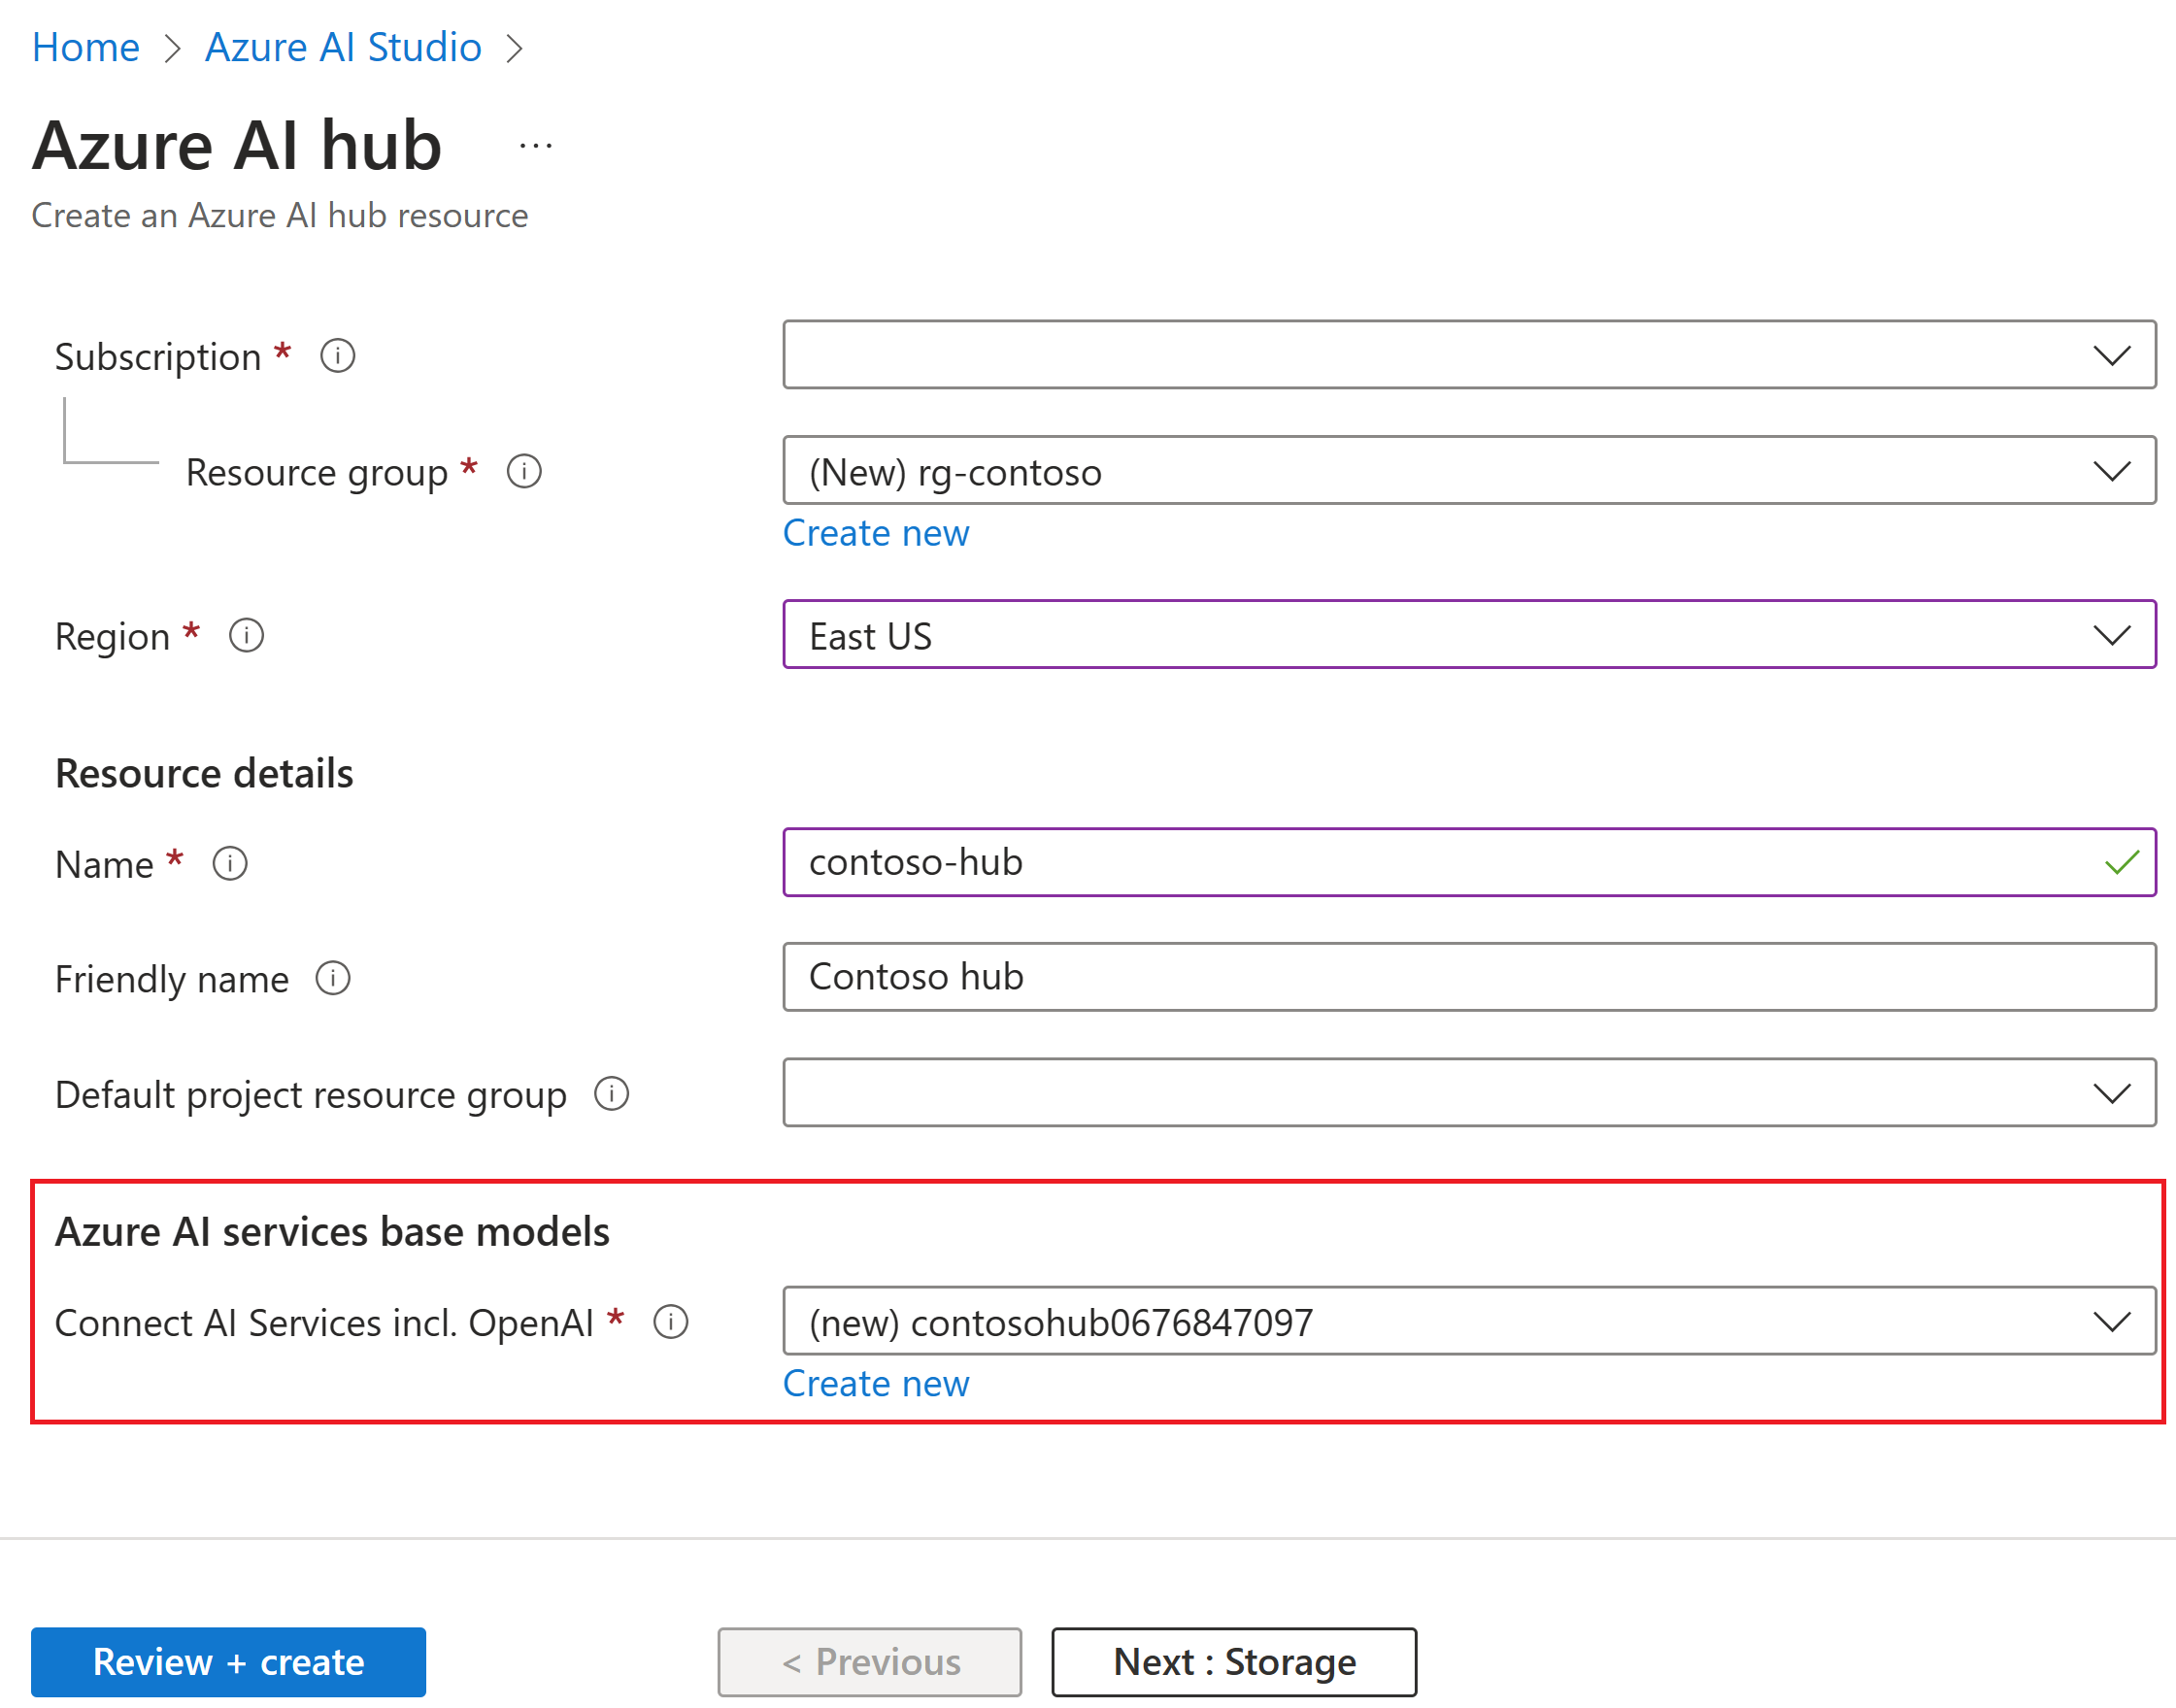 Home > Azure AI Studio >
Azure AI hub ...
Create an Azure AI hub resource
Subscription *
Resource group * (New) rg-contoso
Create new
Region * East US
Resource details
Name * contoso-hub
Friendly name Contoso hub
Default project resource group
Azure AI services base models
Connect AI Services incl. OpenAI * (new) contosohub0676847097
Create new
Review + create < Previous Next : Storage